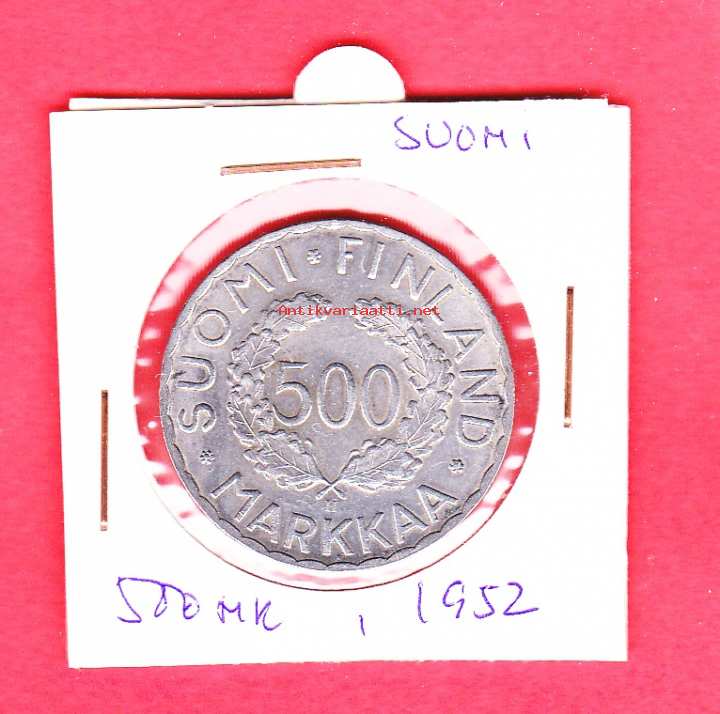 SUOMI
SUOMI * FINLAND
Antikvariaatti.net
500
H
* MARKKAA *
500 MK , 1952